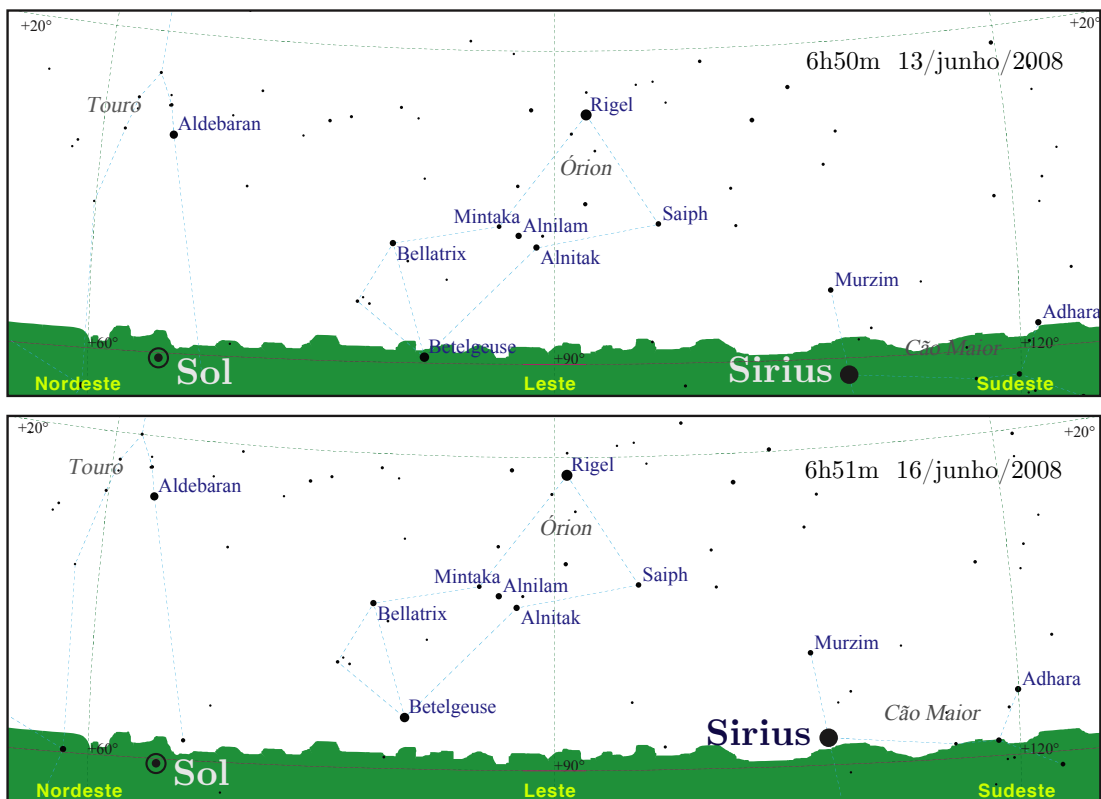 +20°
+20°
6h50m 13/junho/2008
Touro
Aldebaran
Rigel
Órion
Mintaka
Alnilam
Saiph
Bellatrix
Alnitak
Murzim
Adhara
+60°
Betelgeuse
+90°
Cão Maior
+120°
Sol
Sirius
Nordeste
Leste
Sudeste
+20°
+20°
6h51m 16/junho/2008
Touro
Aldebaran
Rigel
Órion
Mintaka
Alnilam
Saiph
Bellatrix
Alnitak
Murzim
Adhara
Betelgeuse
Cão Maior
Sirius
+60°
+90°
+120°
Sol
Nordeste
Leste
Sudeste